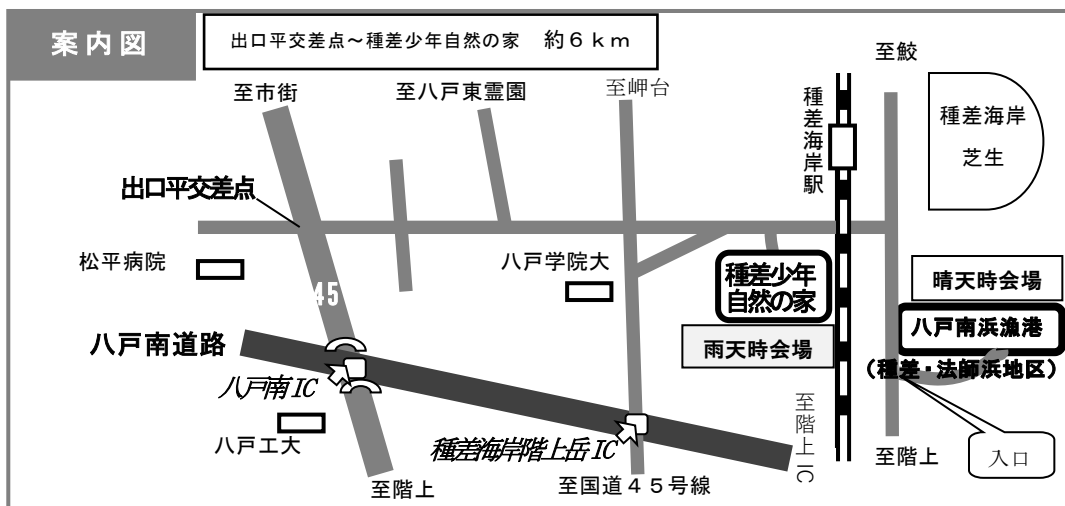 案内図
出口平交差点～種差少年自然の家　約６ｋｍ
至市街
至八戸東霊園
至岬台
種差海岸駅
至鮫
種差海岸
芝生
出口平交差点
松平病院
八戸学院大
種差少年
自然の家
晴天時会場
45
八戸南道路
雨天時会場
八戸南浜漁港
（種差・法師浜地区）
八戸南IC
八戸工大
種差海岸階上岳IC
至階上IC
至階上
入口
至階上
至国道４５号線